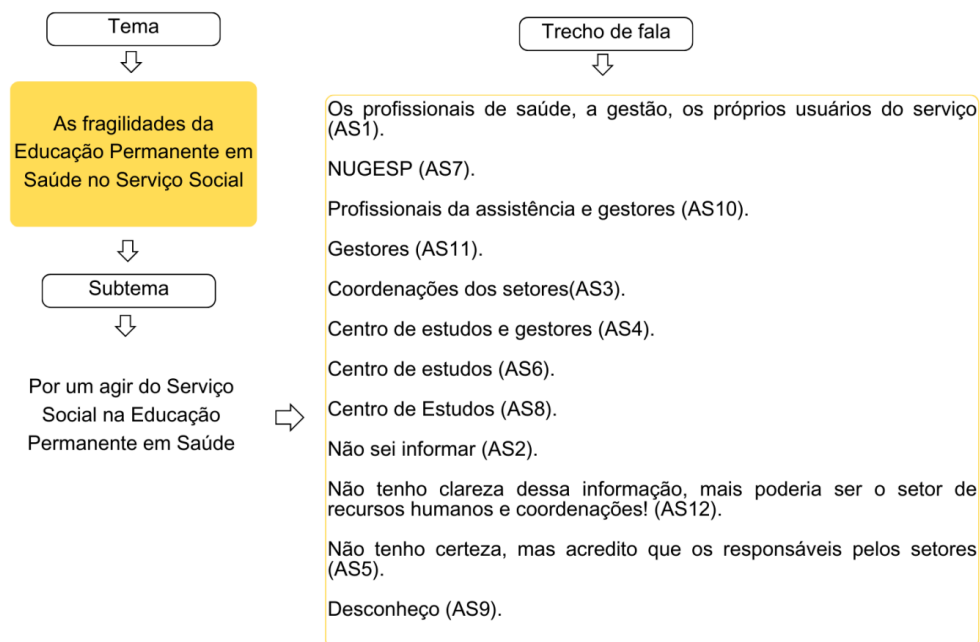 Tema
As fragilidades da
Educação Permanente em
Saúde no Serviço Social
Subtema
Por um agir do Serviço
Social na Educação
Permanente em Saúde
Trecho de fala
Os profissionais de saúde, a gestão, os próprios usuários do serviço
(AS1).
NUGESP (AS7).
Profissionais da assistência e gestores (AS10).
Gestores (AS11).
Coordenações dos setores(AS3).
Centro de estudos e gestores (AS4).
Centro de estudos (AS6).
Centro de Estudos (AS8).
Não sei informar (AS2).
Não tenho clareza dessa informação, mais poderia ser o setor de
recursos humanos e coordenações! (AS12).
Não tenho certeza, mas acredito que os responsáveis pelos setores
(AS5).
Desconheço (AS9).